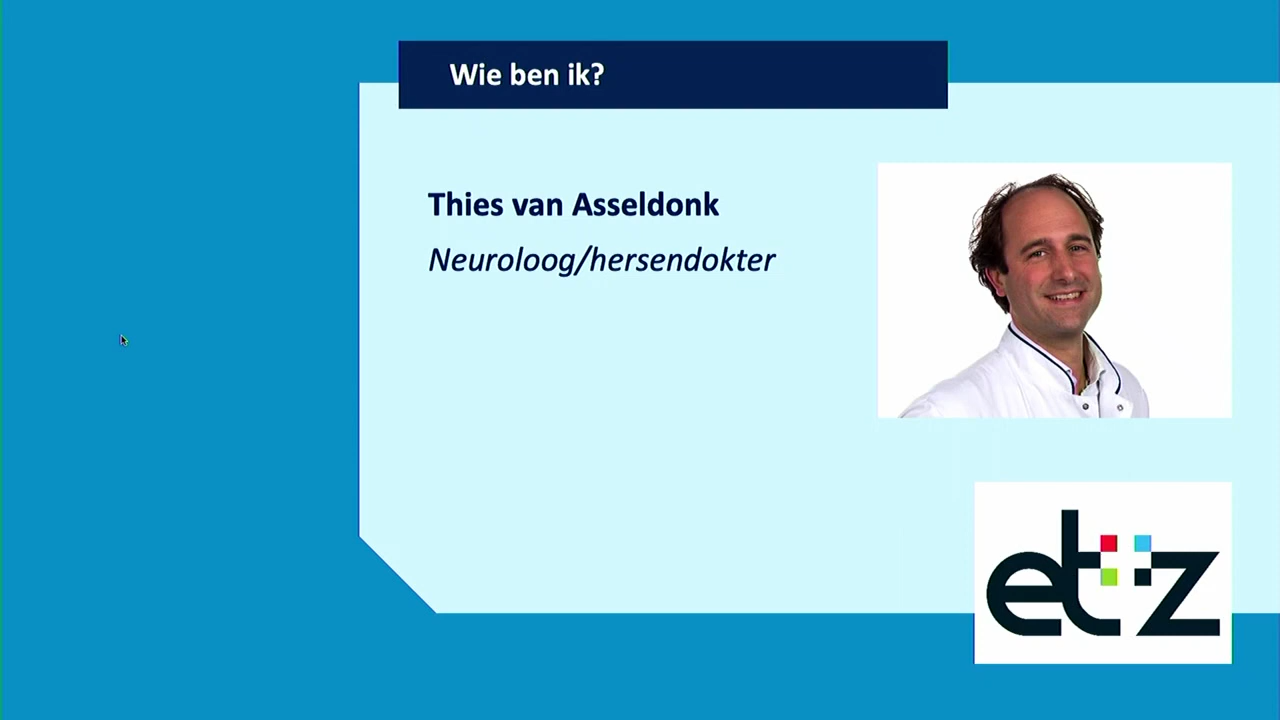 Wie ben ik?
Thies van Asseldonk
Neuroloog/hersendokter
etz